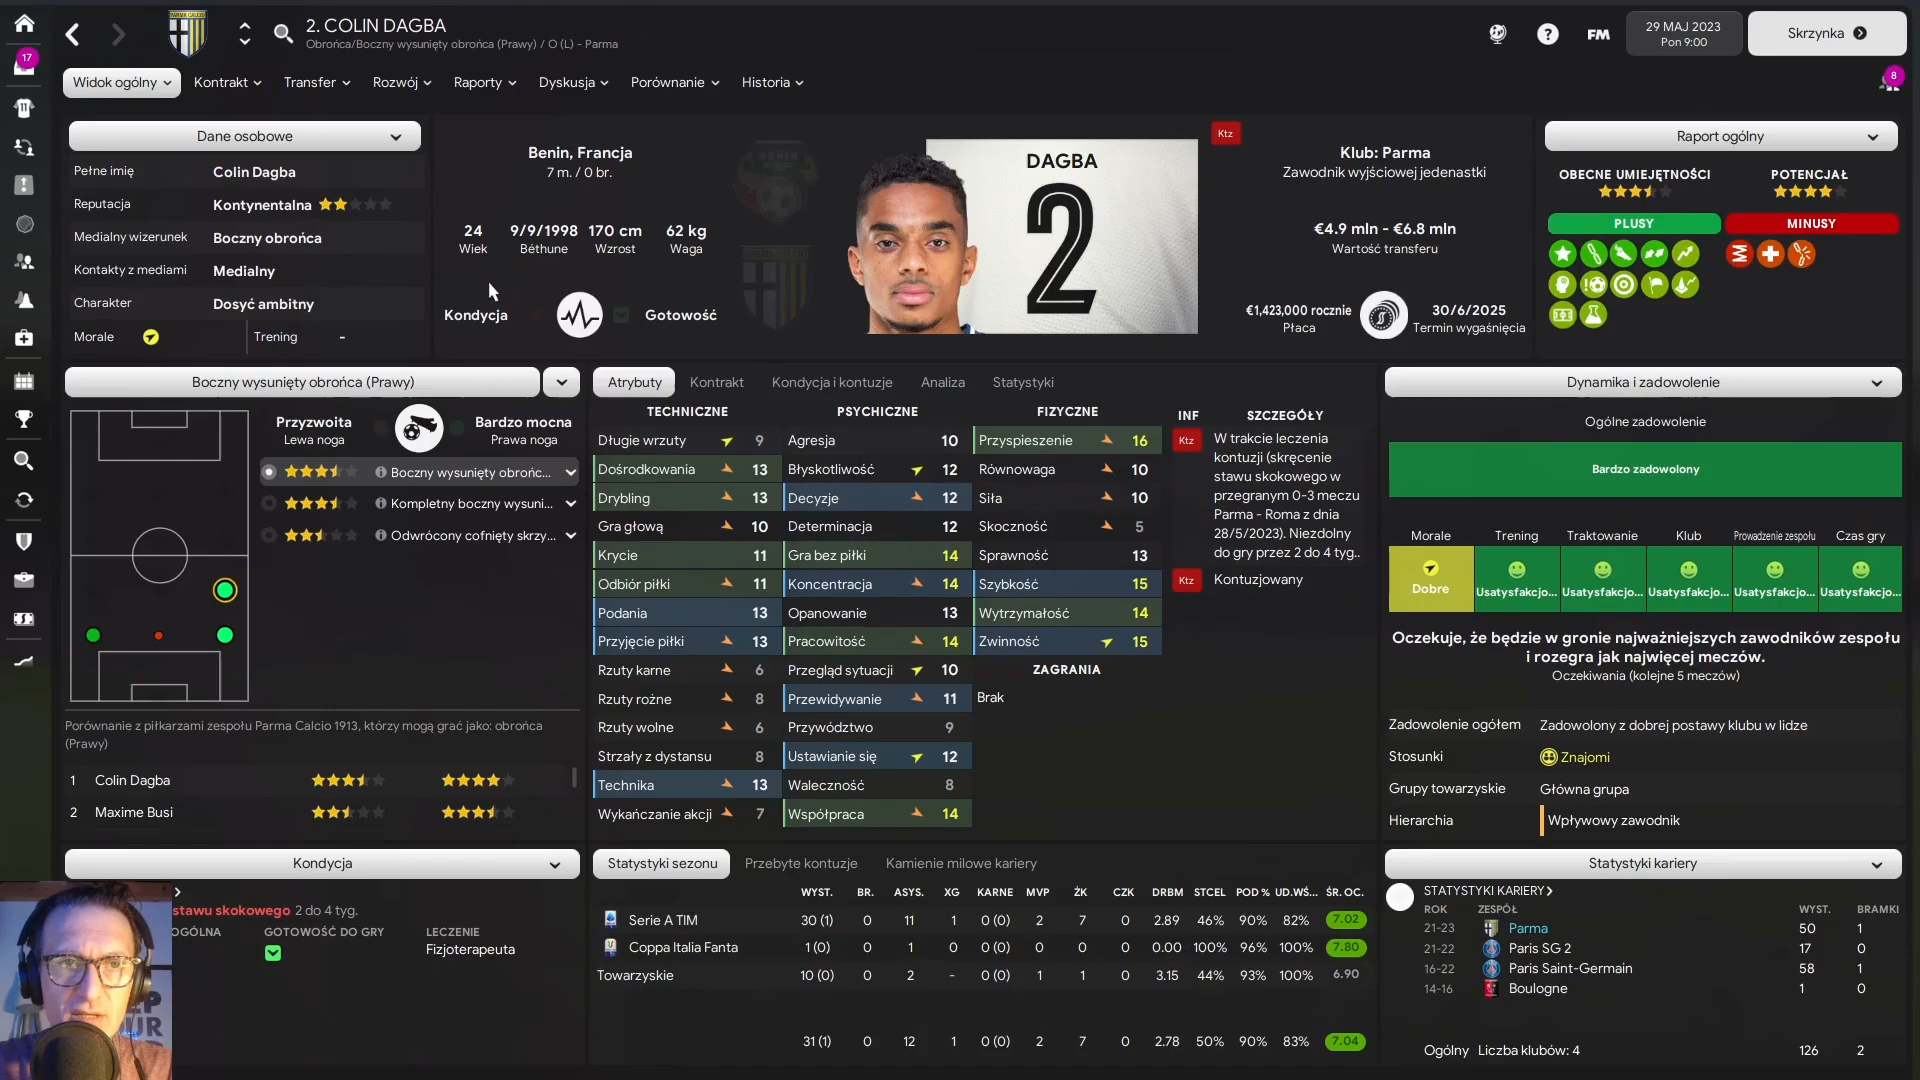 2. COLIN DAGBA
Obrońca/Boczny wysunięty obrońca (Prawy) / O (L) - Parma
FM
29 MAJ 2023
Pon 9:00
Skrzynka
17
8
Widok ogólny
Kontrakt
Transfer
Rozwój
Raporty
Dyskusja
Porównanie
Historia
Dane osobowe
Pełne imię Colin Dagba
Reputacja Kontynentalna
Medialny wizerunek Boczny obrońca
Kontakty z mediami Medialny
Charakter Dosyć ambitny
Morale Trening -
Benin, Francja
7 m. / 0 br.
24 9/9/1998 170 cm 62 kg
Wiek Béthune Wzrost Waga
Kondycja Gotowość
DAGBA
2
Ktz
Klub: Parma
Zawodnik wyjściowej jedenastki
€4.9 mln - €6.8 mln
Wartość transferu
€1,423,000 rocznie 30/6/2025
Płaca Termin wygaśnięcia
Raport ogólny
OBECNE UMIEJĘTNOŚCI POTENCJAŁ
PLUSY MINUSY
Boczny wysunięty obrońca (Prawy)
Przyzwoita Bardzo mocna
Lewa noga Prawa noga
Boczny wysunięty obrońc...
Kompletny boczny wysuni...
Odwrócony cofnięty skrzy...
Porównanie z piłkarzami zespołu Parma Calcio 1913, którzy mogą grać jako: obrońca
(Prawy)
1 Colin Dagba
2 Maxime Busi
Atrybuty Kontrakt Kondycja i kontuzje Analiza Statystyki
TECHNICZNE PSYCHICZNE FIZYCZNE
Długie wrzuty 9 Agresja 10 Przyspieszenie 16
Dośrodkowania 13 Błyskotliwość 12 Równowaga 10
Drybling 13 Decyzje 12 Siła 10
Gra głową 10 Determinacja 12 Skoczność 5
Krycie 11 Gra bez piłki 14 Sprawność 13
Odbiór piłki 11 Koncentracja 14 Szybkość 15
Podania 13 Opanowanie 13 Wytrzymałość 14
Przyjęcie piłki 13 Pracowitość 14 Zwinność 15
Rzuty karne 6 Przegląd sytuacji 10 ZAGRANIA
Rzuty rożne 8 Przewidywanie 11 Brak
Rzuty wolne 6 Przywództwo 9
Strzały z dystansu 8 Ustawianie się 12
Technika 13 Waleczność 8
Wykańczanie akcji 7 Współpraca 14
INF SZCZEGÓŁY
Ktz W trakcie leczenia
kontuzji (skręcenie
stawu skokowego w
przegranym 0-3 meczu
Parma - Roma z dnia
28/5/2023). Niezdolny
do gry przez 2 do 4 tyg..
Ktz Kontuzjowany
Dynamika i zadowolenie
Ogólne zadowolenie
Bardzo zadowolony
Morale Trening Traktowanie Klub Prowadzenie zespołu Czas gry
Dobre Usatysfakcjo... Usatysfakcjo... Usatysfakcjo... Usatysfakcjo... Usatysfakcjo...
Oczekuje, że będzie w gronie najważniejszych zawodników zespołu
i rozegra jak najwięcej meczów.
Oczekiwania (kolejne 5 meczów)
Zadowolenie ogółem Zadowolony z dobrej postawy klubu w lidze
Stosunki Znajomi
Grupy towarzyskie Główna grupa
Hierarchia Wpływowy zawodnik
Kondycja
stawu skokowego 2 do 4 tyg.
OGÓLNA GOTOWOŚĆ DO GRY LECZENIE
Fizjoterapeuta
Statystyki sezonu Przebyte kontuzje Kamienie milowe kariery
WYST. BR. ASYS. XG KARNE MVP ŻK CZK DRBM STCEL POD % UD.WŚ... ŚR. OC.
Serie A TIM 30 (1) 0 11 1 0 (0) 2 7 0 2.89 46% 90% 82% 7.02
Coppa Italia Fanta 1 (0) 0 1 0 0 (0) 0 0 0 0.00 100% 96% 100% 7.80
Towarzyskie 10 (0) 0 2 - 0 (0) 1 1 0 3.15 44% 93% 100% 6.90
31 (1) 0 12 1 0 (0) 2 7 0 2.78 50% 90% 83% 7.04
Statystyki kariery
STATYSTYKI KARIERY
ROK ZESPÓŁ WYST. BRAMKI
21-23 Parma 50 1
21-22 Paris SG 2 17 0
16-22 Paris Saint-Germain 58 1
14-16 Boulogne 1 0
Ogólny Liczba klubów: 4 126 2